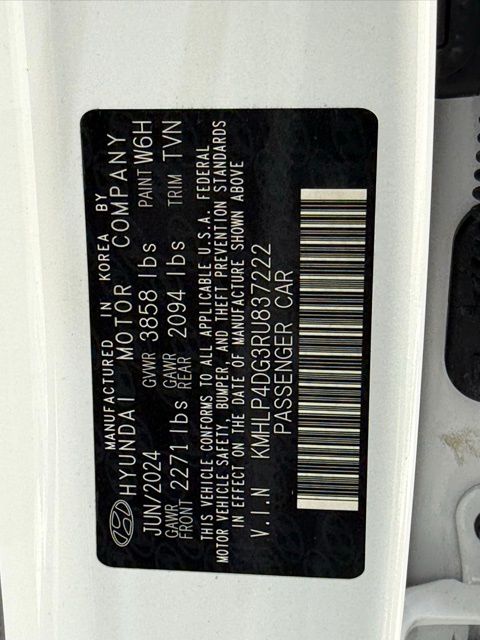 MANUFACTURED IN KOREA BY
HYUNDAI MOTOR COMPANY
JUN/2024 GVWR 3858 lbs PAINT W6H
GAWR FRONT 2271 lbs GAWR REAR 2094 lbs TRIM TVN
THIS VEHICLE CONFORMS TO ALL APPLICABLE U.S.A. FEDERAL
MOTOR VEHICLE SAFETY, BUMPER, AND THEFT PREVENTION STANDARDS
IN EFFECT ON THE DATE OF MANUFACTURE SHOWN ABOVE
V.I.N KMHLP4DG3RU837222
PASSENGER CAR